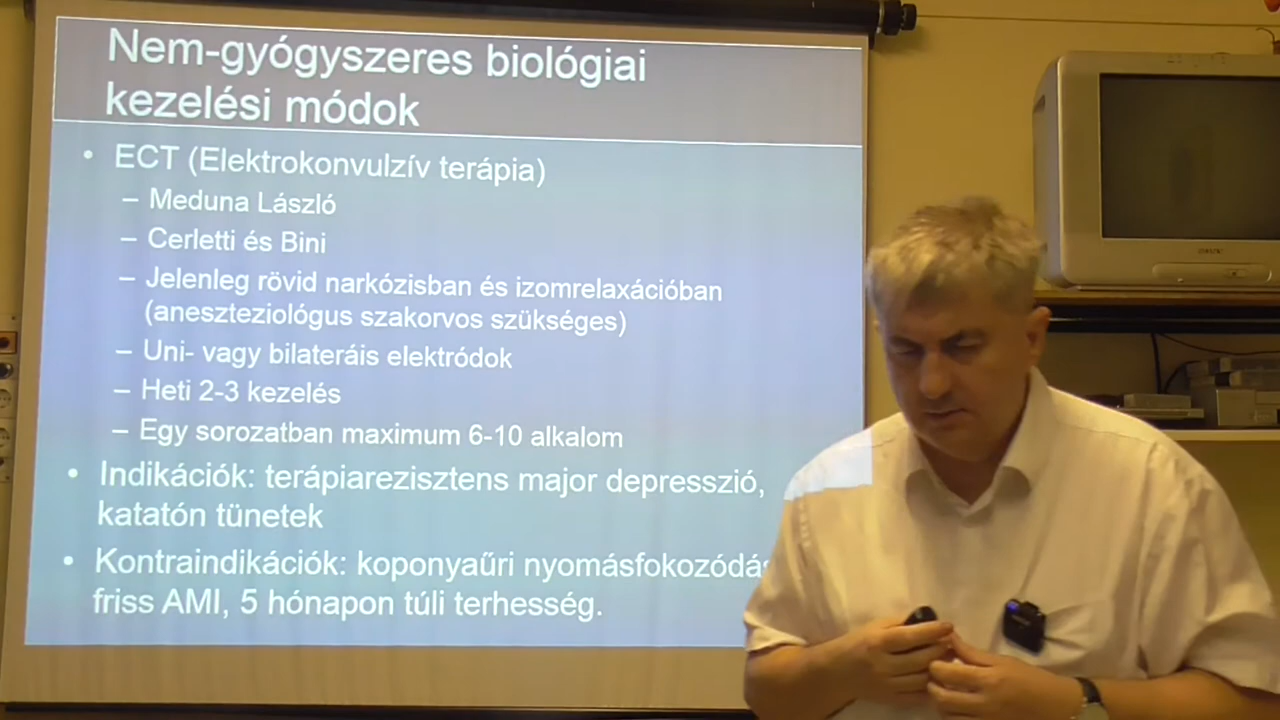 Nem-gyógyszeres biológiai
kezelési módok
• ECT (Elektrokonvulzív terápia)
– Meduna László
– Cerletti és Bini
– Jelenleg rövid narkózisban és izomrelaxációban
(aneszteziológus szakorvos szükséges)
– Uni- vagy bilateráis elektródok
– Heti 2-3 kezelés
– Egy sorozatban maximum 6-10 alkalom
• Indikációk: terápiarezisztens major depresszió,
katatón tünetek
• Kontraindikációk: koponyaűri
friss AMI, 5 hónapon túli terhesség.